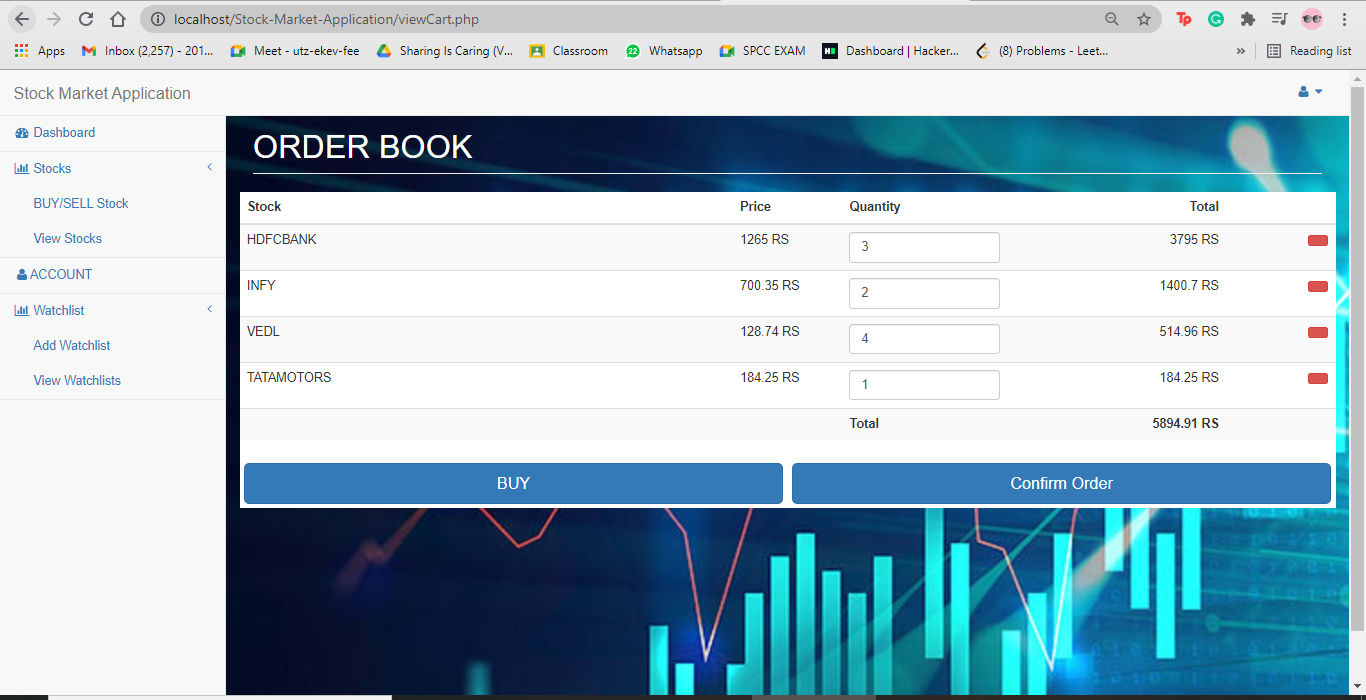 localhost/Stock-Market-Application/viewCart.php
Apps Inbox (2,257) - 201... Meet - utz-ekev-fee Sharing Is Caring (V... Classroom 22 Whatsapp SPCC EXAM Dashboard | Hacker... (8) Problems - Leet... » Reading list
Stock Market Application
Dashboard
Stocks
BUY/SELL Stock
View Stocks
ACCOUNT
Watchlist
Add Watchlist
View Watchlists
ORDER BOOK
Stock Price Quantity Total
HDFCBANK 1265 RS 3 3795 RS
INFY 700.35 RS 2 1400.7 RS
VEDL 128.74 RS 4 514.96 RS
TATAMOTORS 184.25 RS 1 184.25 RS
Total 5894.91 RS
BUY Confirm Order